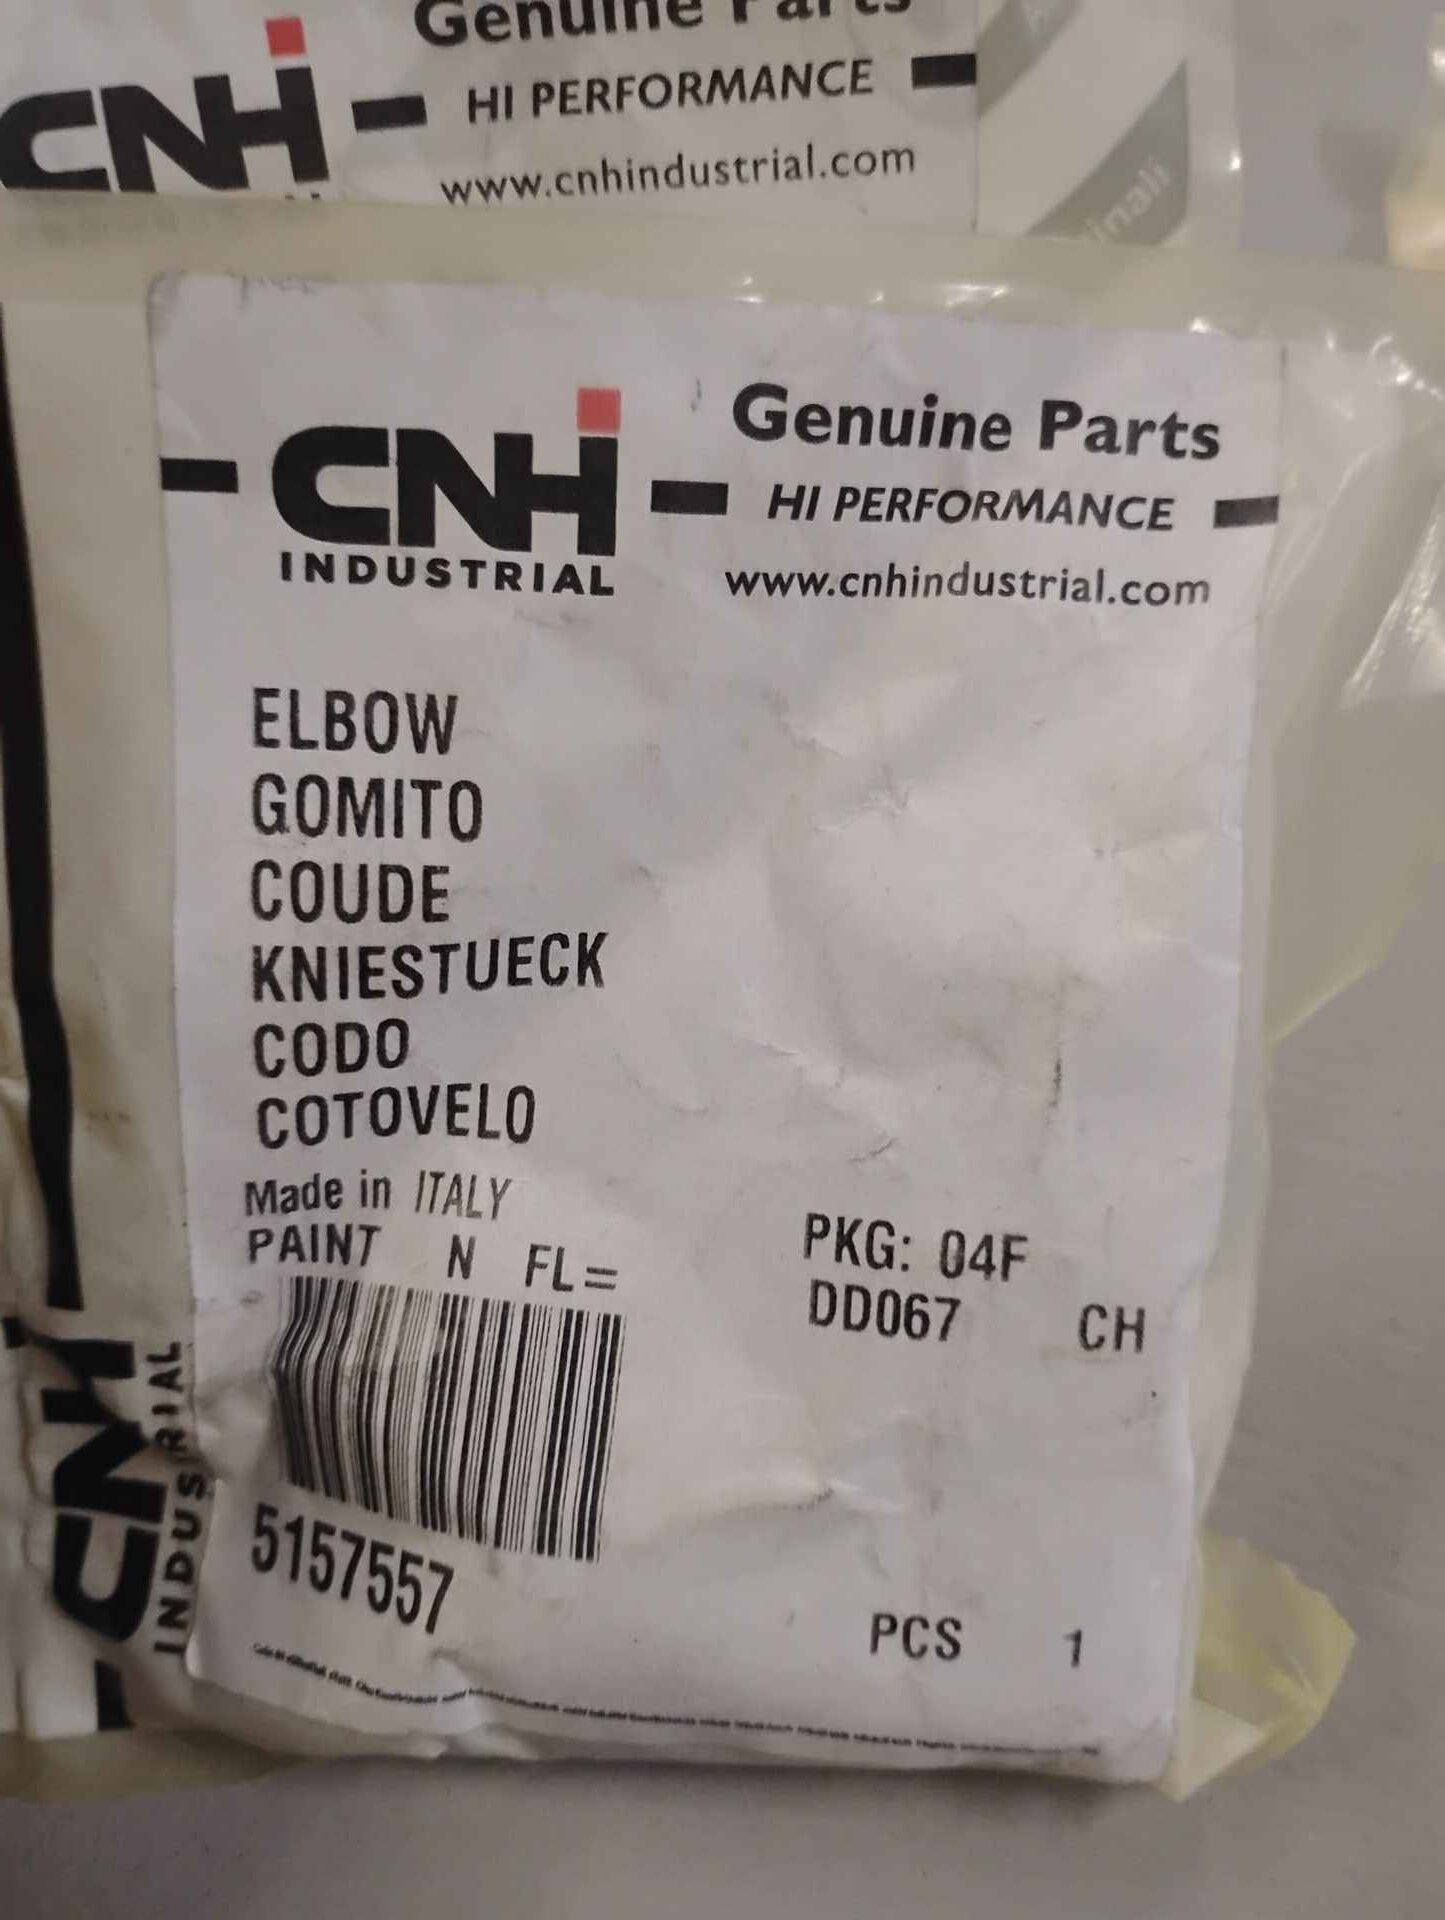 Genuine Parts
CNH
HI PERFORMANCE
www.cnhindustrial.com
inali
CNH
INDUSTRIAL
Genuine Parts
HI PERFORMANCE
www.cnhindustrial.com
ELBOW
GOMITO
COUDE
KNIESTUECK
CODO
COTOVELO
Made in ITALY
PAINT N FL=
PKG: 04F
DD067 CH
5157557
PCS 1
CNH
INDUSTRIAL